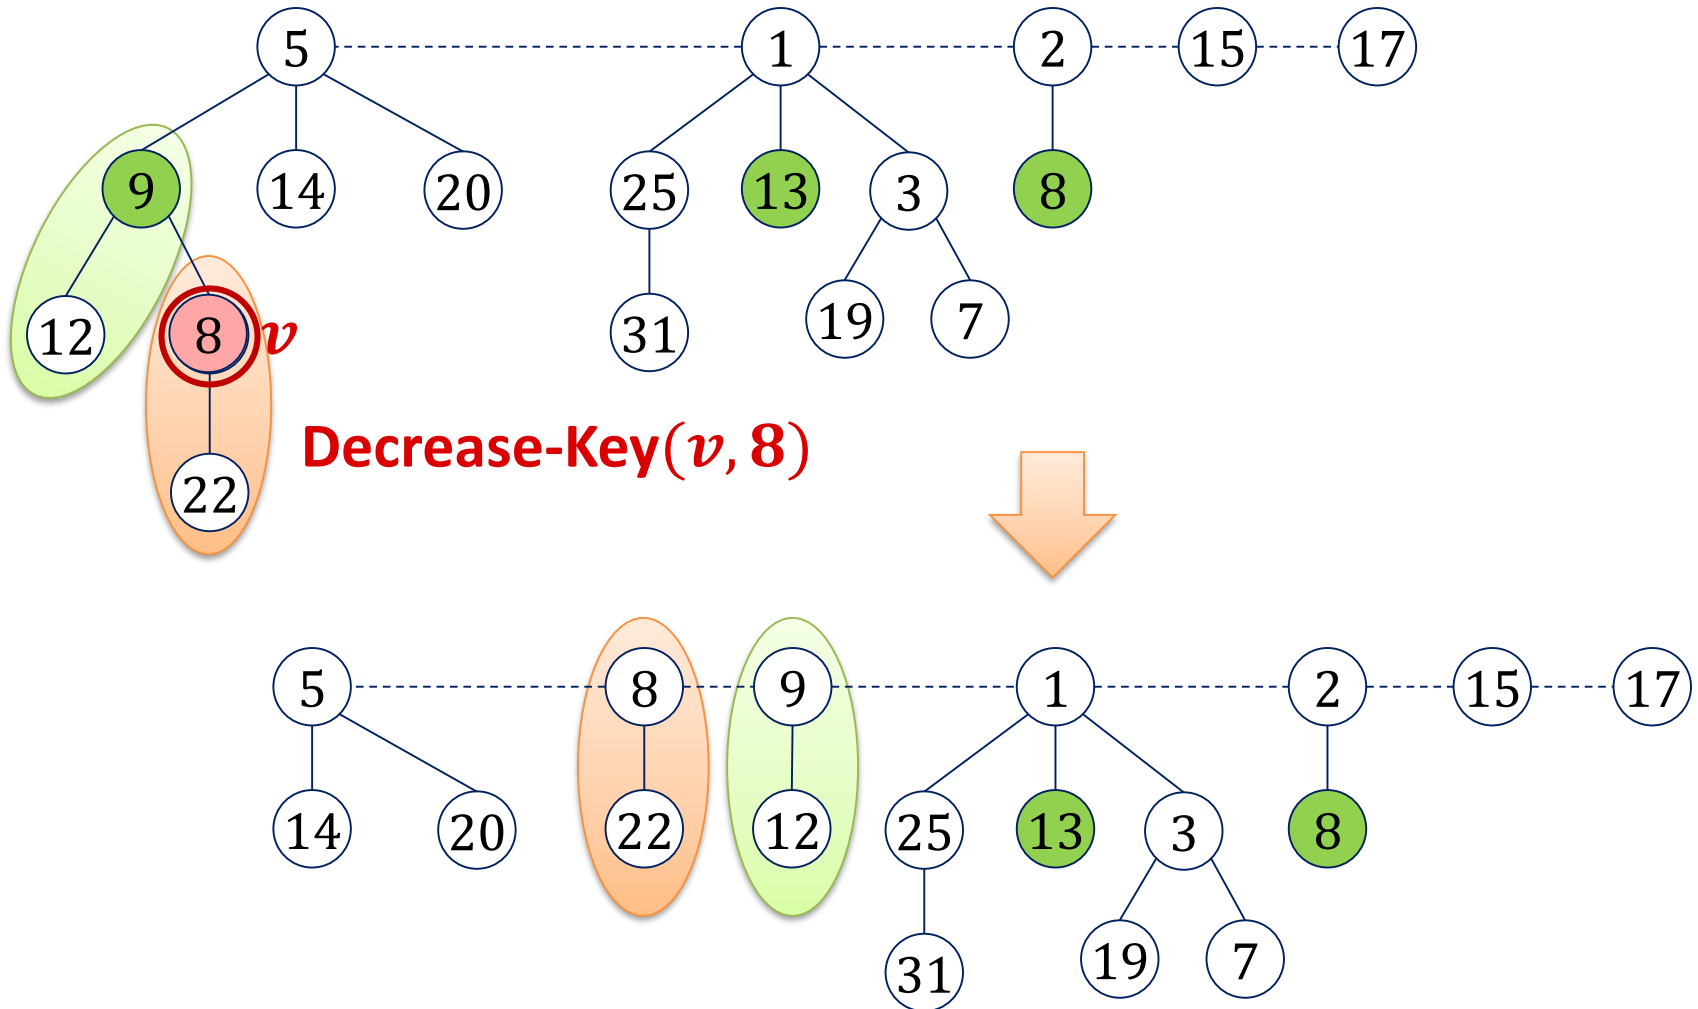 5 1 2 15 17
9 14 20 25 13 3 8
12 8 v 31 19 7
22
Decrease-Key(v, 8)
5 8 9 1 2 15 17
14 20 22 12 25 13 3 8
31 19 7